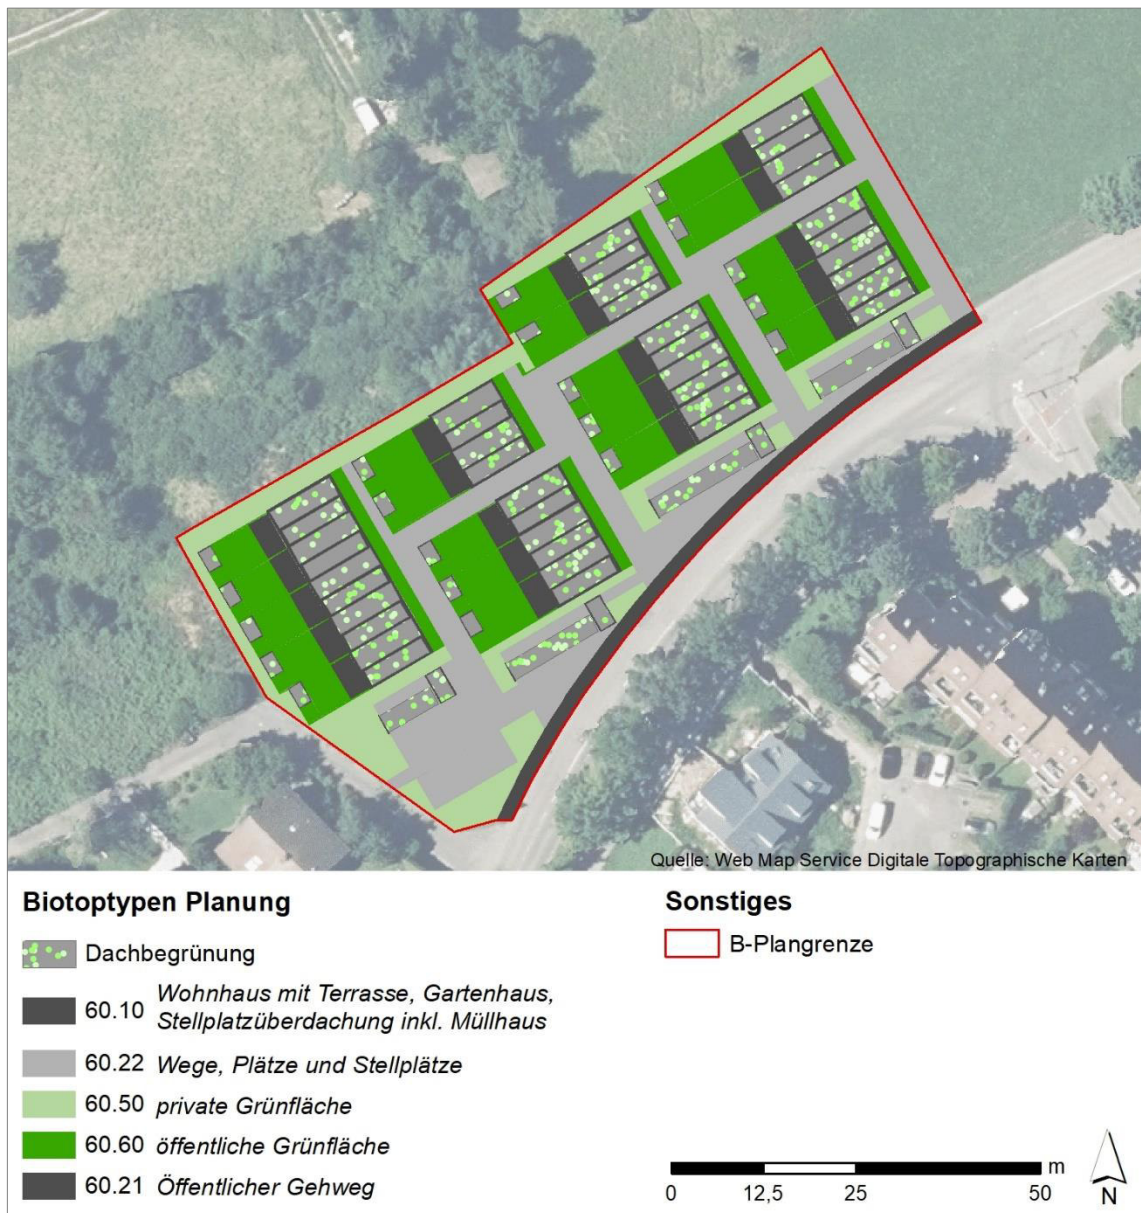 Quelle: Web Map Service Digitale Topographische Karten
Biotoptypen Planung
Dachbegrünung
60.10 Wohnhaus mit Terrasse, Gartenhaus,
Stellplatzüberdachung inkl. Müllhaus
60.22 Wege, Plätze und Stellplätze
60.50 private Grünfläche
60.60 öffentliche Grünfläche
60.21 Öffentlicher Gehweg
Sonstiges
B-Plangrenze
m
0 12,5 25 50
N